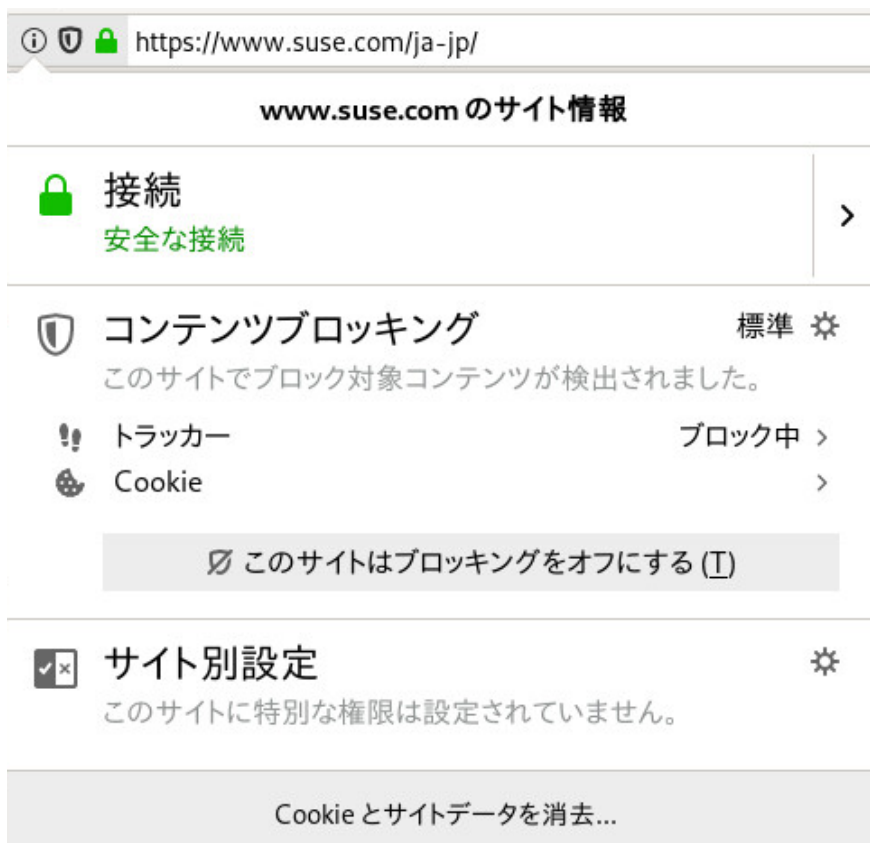 https://www.suse.com/ja-jp/
www.suse.com のサイト情報
接続
安全な接続
コンテンツブロッキング 標準
このサイトでブロック対象コンテンツが検出されました。
トラッカー ブロック中
Cookie
このサイトはブロッキングをオフにする (T)
サイト別設定
このサイトに特別な権限は設定されていません。
Cookie とサイトデータを消去...